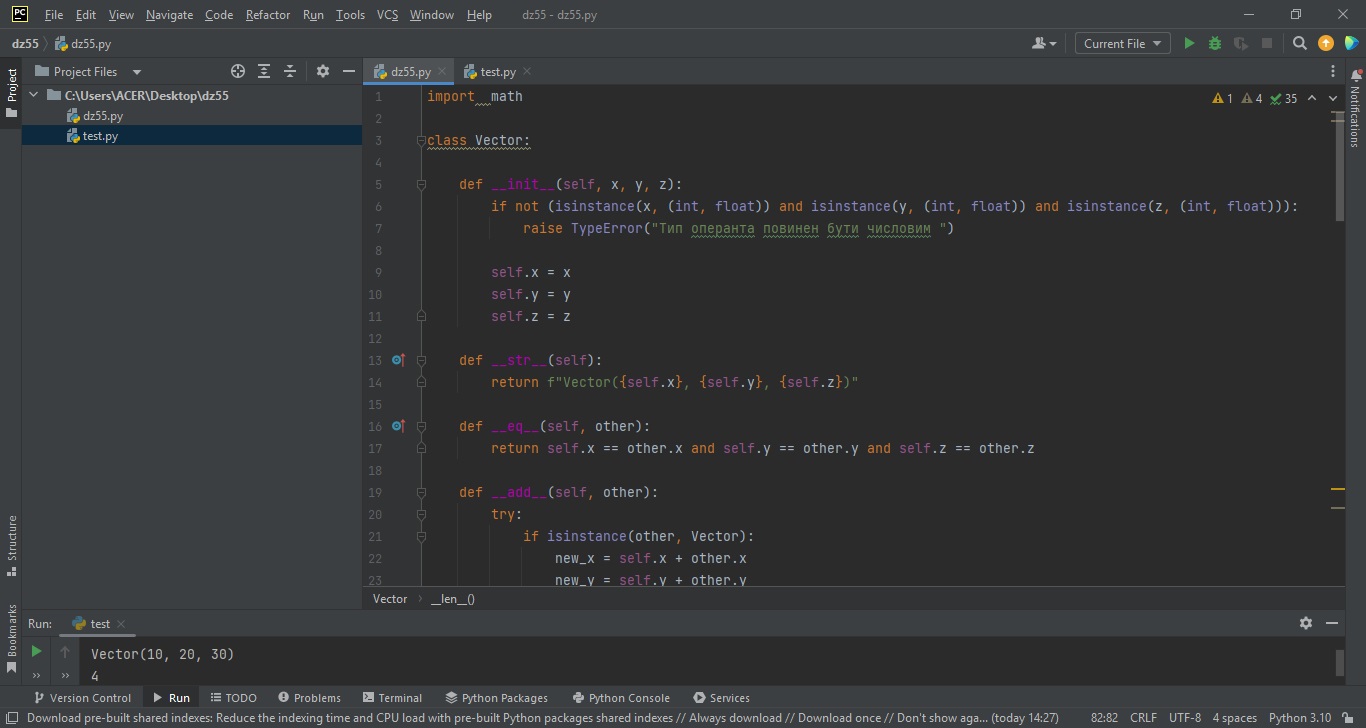 PC File Edit View Navigate Code Refactor Run Tools VCS Window Help dz55 - dz55.py
dz55 dz55.py Current File
Project Files
dz55.py test.py
Project
C:\Users\ACER\Desktop\dz55
dz55.py
test.py
1 import math
2
3 class Vector:
4
5 def __init__(self, x, y, z):
6 if not (isinstance(x, (int, float)) and isinstance(y, (int, float)) and isinstance(z, (int, float))):
7 raise TypeError("Тип операнта повинен бути числовим ")
8
9 self.x = x
10 self.y = y
11 self.z = z
12
13 def __str__(self):
14 return f"Vector({self.x}, {self.y}, {self.z})"
15
16 def __eq__(self, other):
17 return self.x == other.x and self.y == other.y and self.z == other.z
18
19 def __add__(self, other):
20 try:
21 if isinstance(other, Vector):
22 new_x = self.x + other.x
23 new_y = self.y + other.y
1 4 35
Notifications
Structure
Bookmarks
Vector __len__()
Run: test
Vector(10, 20, 30)
4
Version Control Run TODO Problems Terminal Python Packages Python Console Services
Download pre-built shared indexes: Reduce the indexing time and CPU load with pre-built Python packages shared indexes // Always download // Download once // Don't show aga... (today 14:27) 82:82 CRLF UTF-8 4 spaces Python 3.10